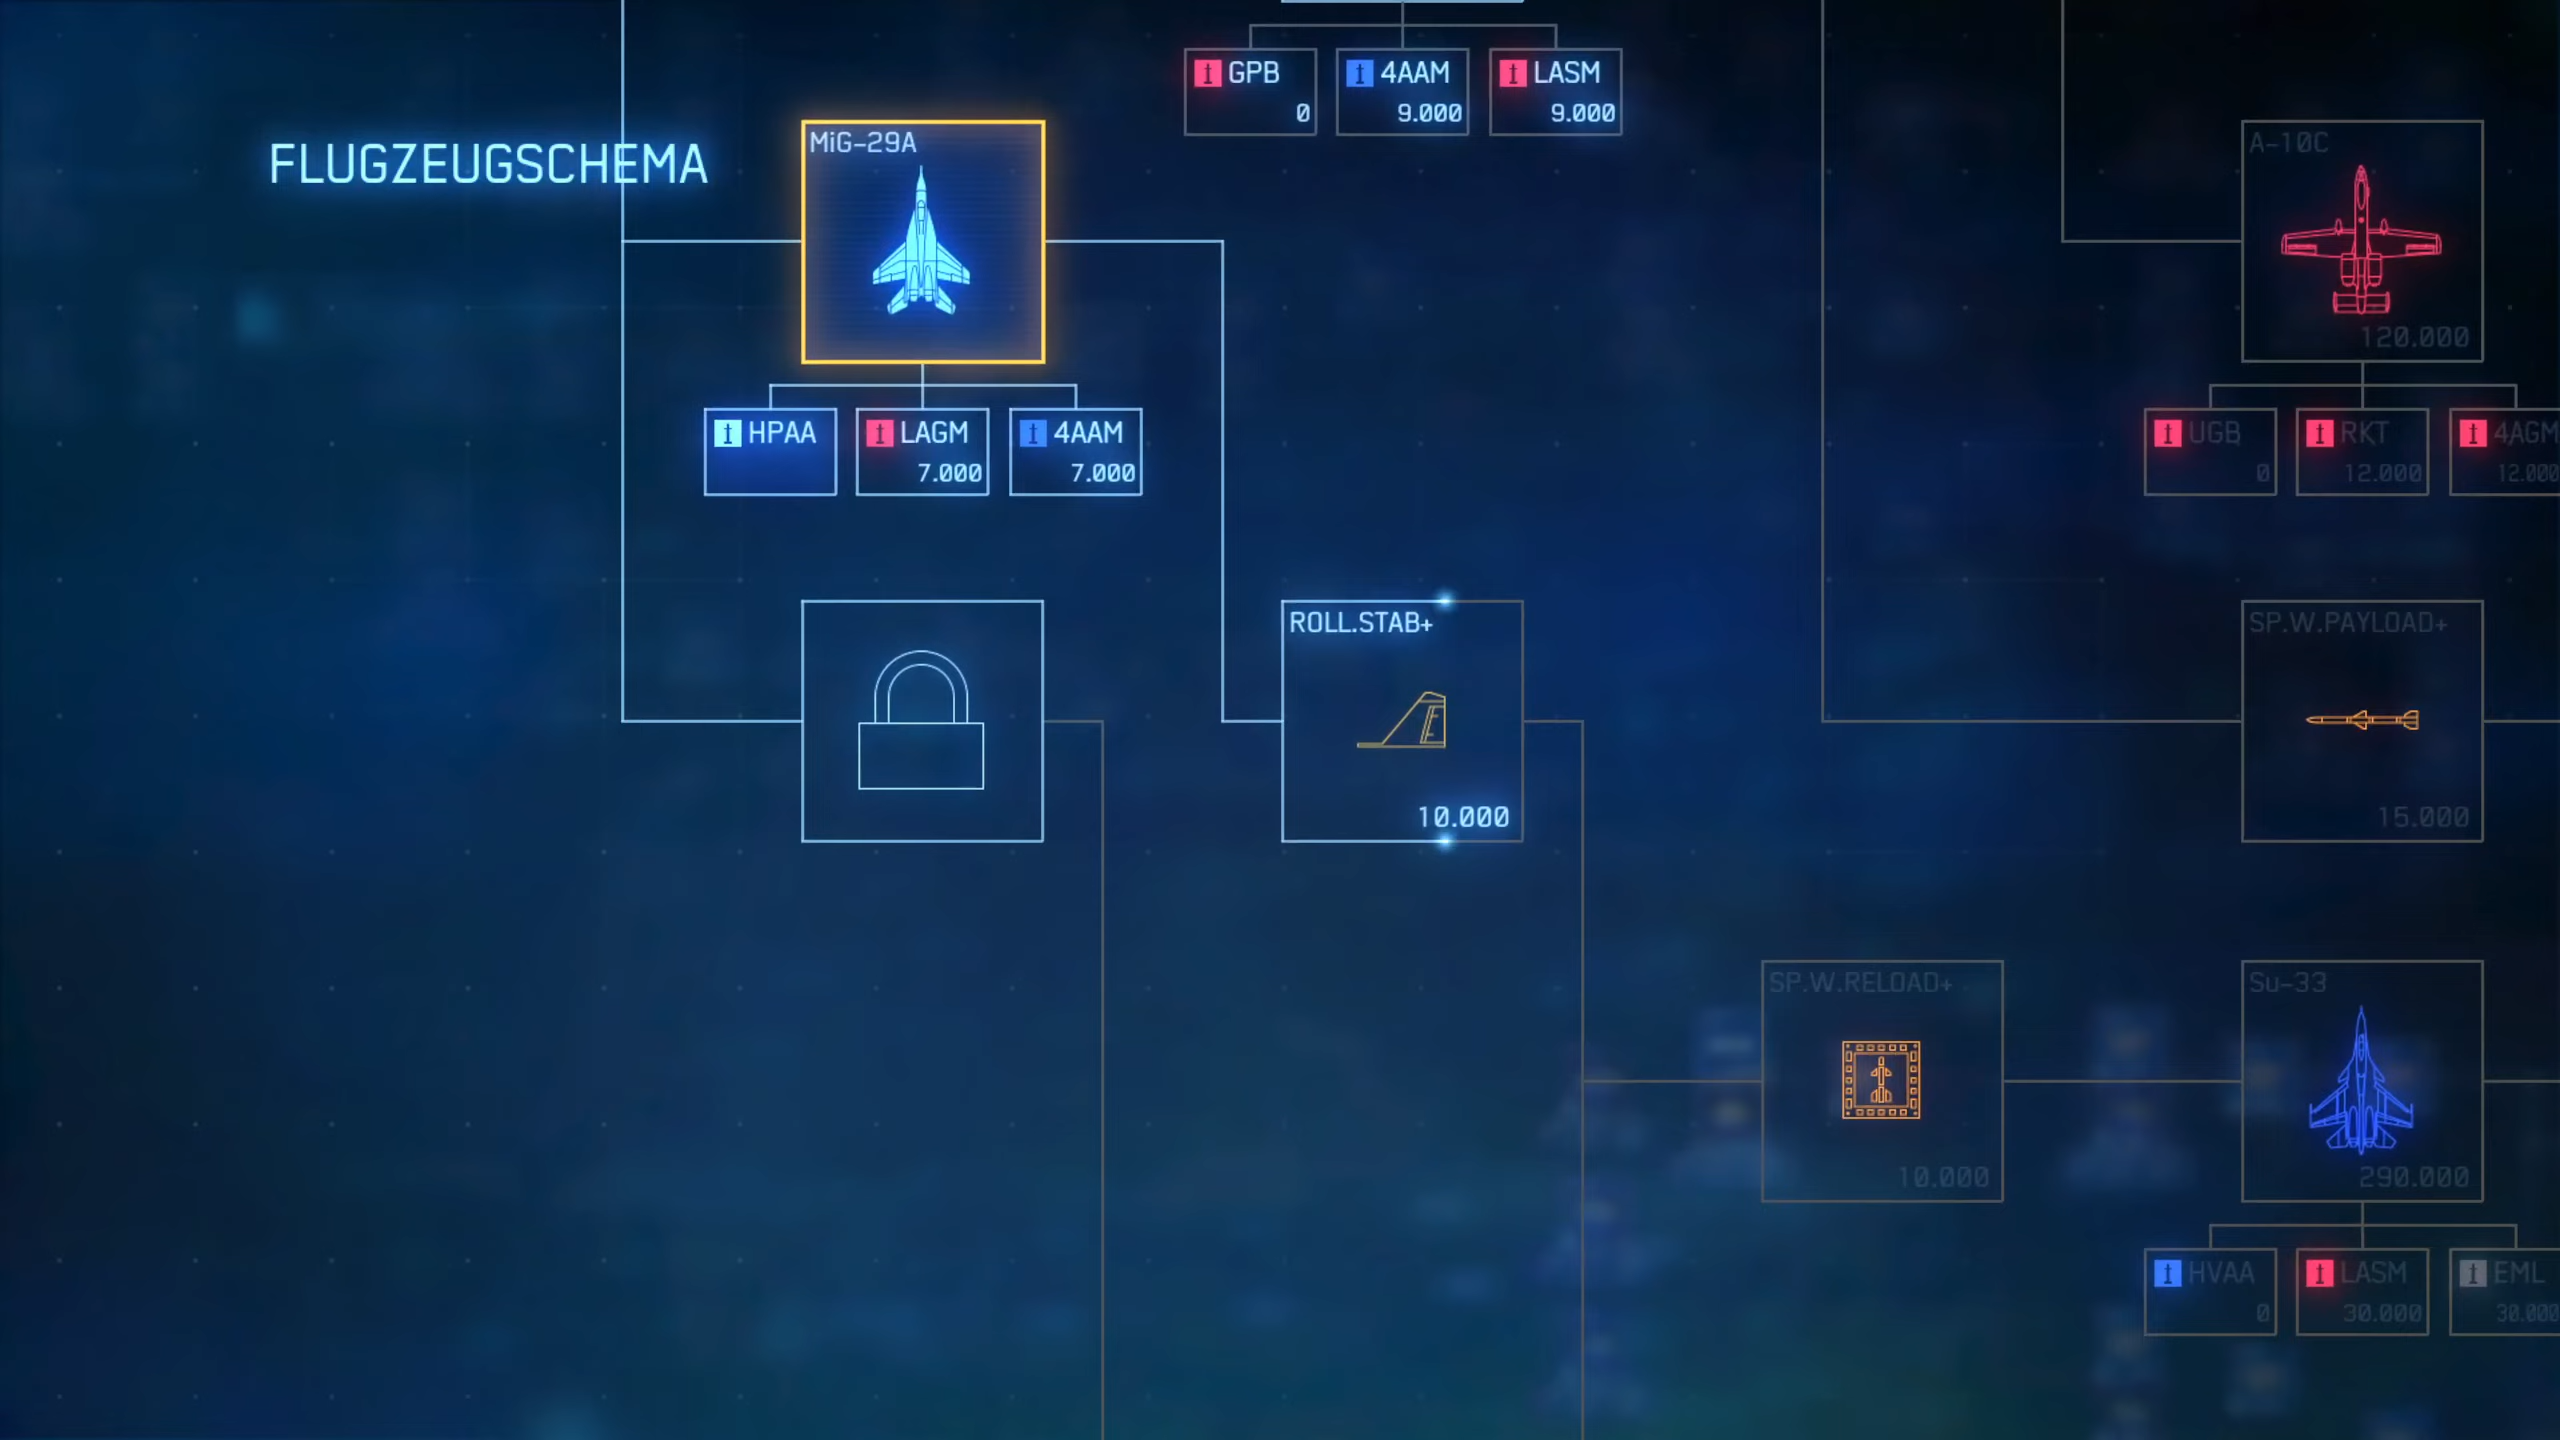 GPB
0
4AAM
9.000
LASM
9.000
FLUGZEUGSCHEMA
MiG-29A
HPAA
LAGM
7.000
4AAM
7.000
A-10C
120.000
UGB
0
RKT
12.000
4AGM
12.000
ROLL.STAB+
10.000
SP.W.PAYLOAD+
15.000
SP.W.RELOAD+
10.000
Su-33
290.000
HVAA
0
LASM
30.000
EML
30.000